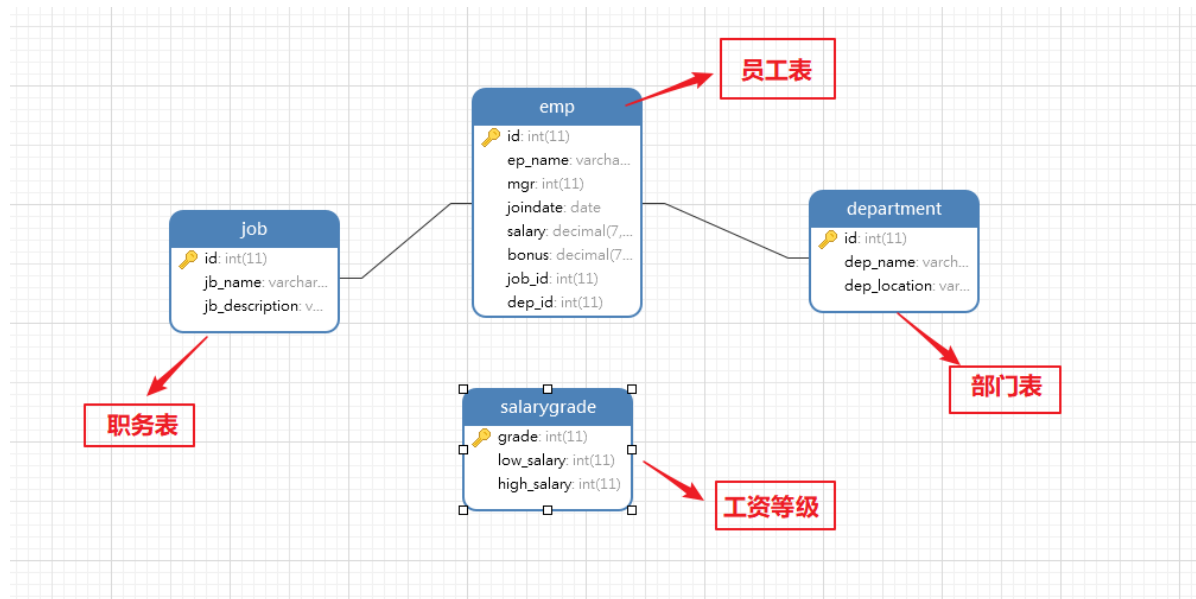 员工表
emp
id: int(11)
ep_name: varcha...
mgr: int(11)
joindate: date
salary: decimal(7,...
bonus: decimal(7...
job_id: int(11)
dep_id: int(11)
job
id: int(11)
jb_name: varchar...
jb_description: v...
department
id: int(11)
dep_name: varch...
dep_location: var...
职务表
部门表
salarygrade
grade: int(11)
low_salary: int(11)
high_salary: int(11)
工资等级